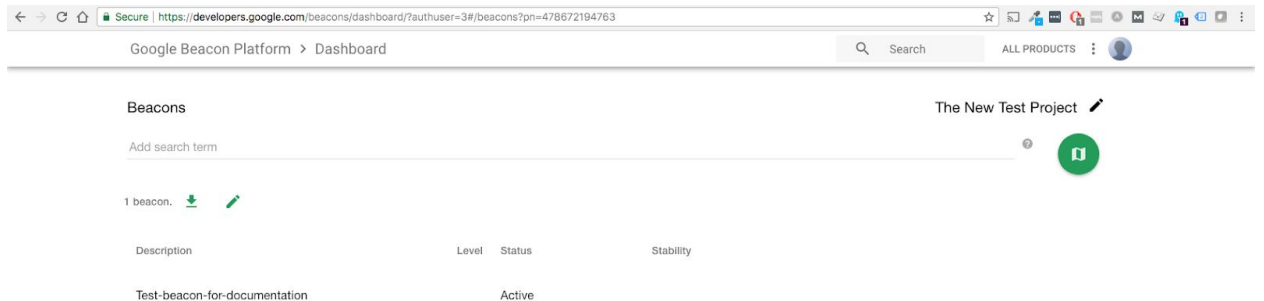 Secure | https://developers.google.com/beacons/dashboard/?authuser=3#/beacons?pn=478672194763
Google Beacon Platform > Dashboard
Search
ALL PRODUCTS
Beacons
The New Test Project
Add search term
1 beacon.
Description Level Status Stability
Test-beacon-for-documentation Active